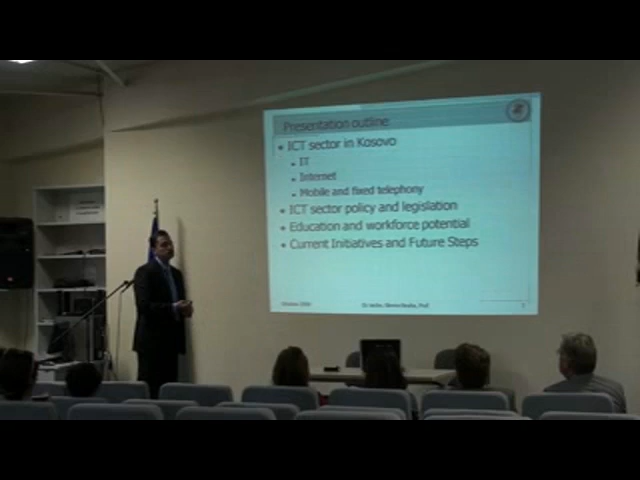 Presentation outline
• ICT sector in Kosovo
• IT
• Internet
• Mobile and fixed telephony
• ICT sector policy and legislation
• Education and workforce potential
• Current Initiatives and Future Steps